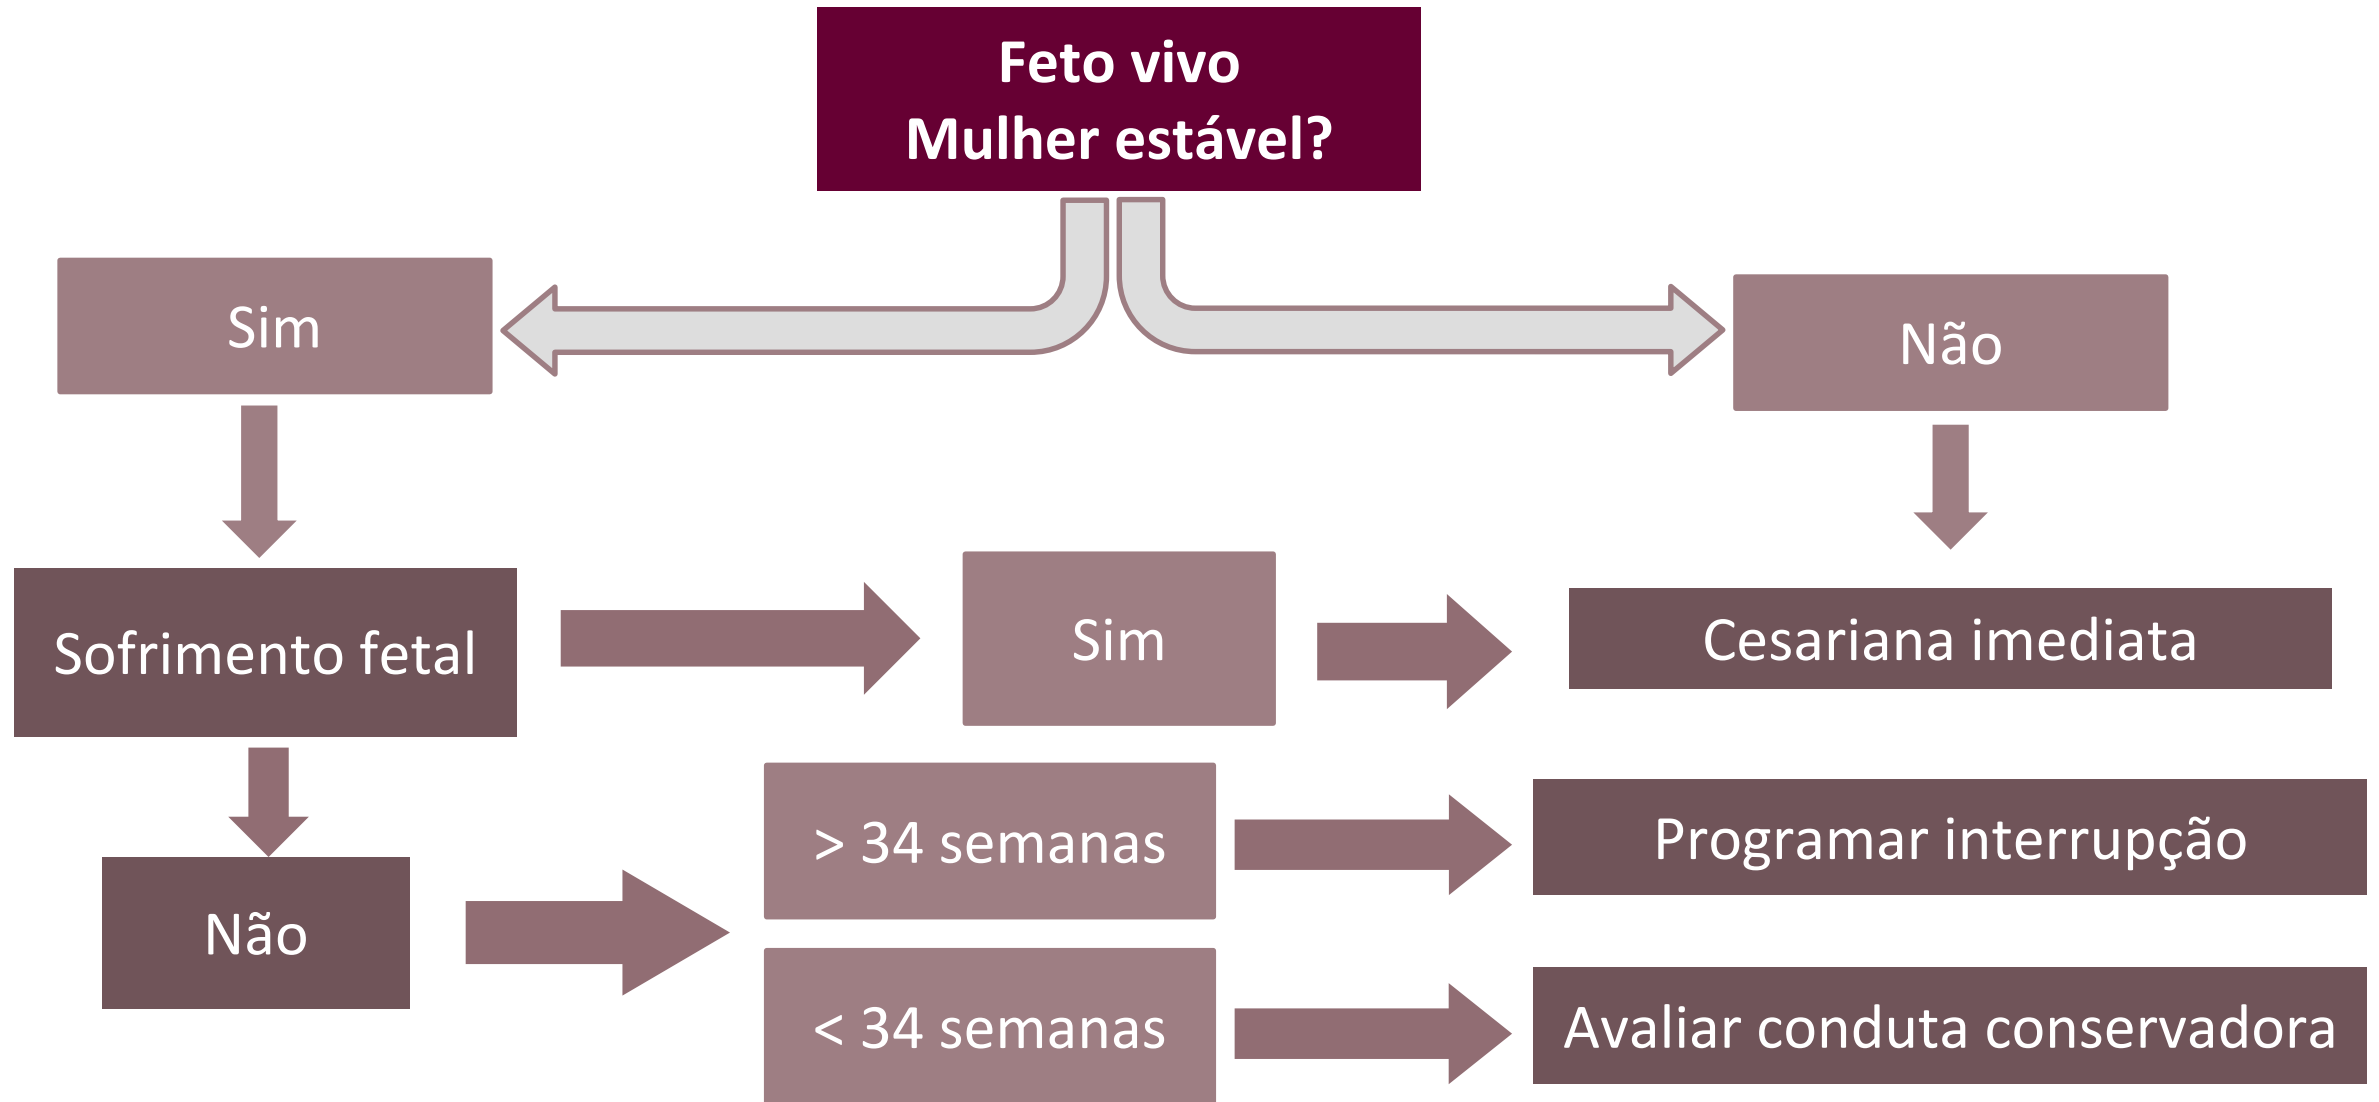 Feto vivo
Mulher estável?
Sim
Não
Sofrimento fetal
Sim
Cesariana imediata
> 34 semanas
Programar interrupção
Não
< 34 semanas
Avaliar conduta conservadora